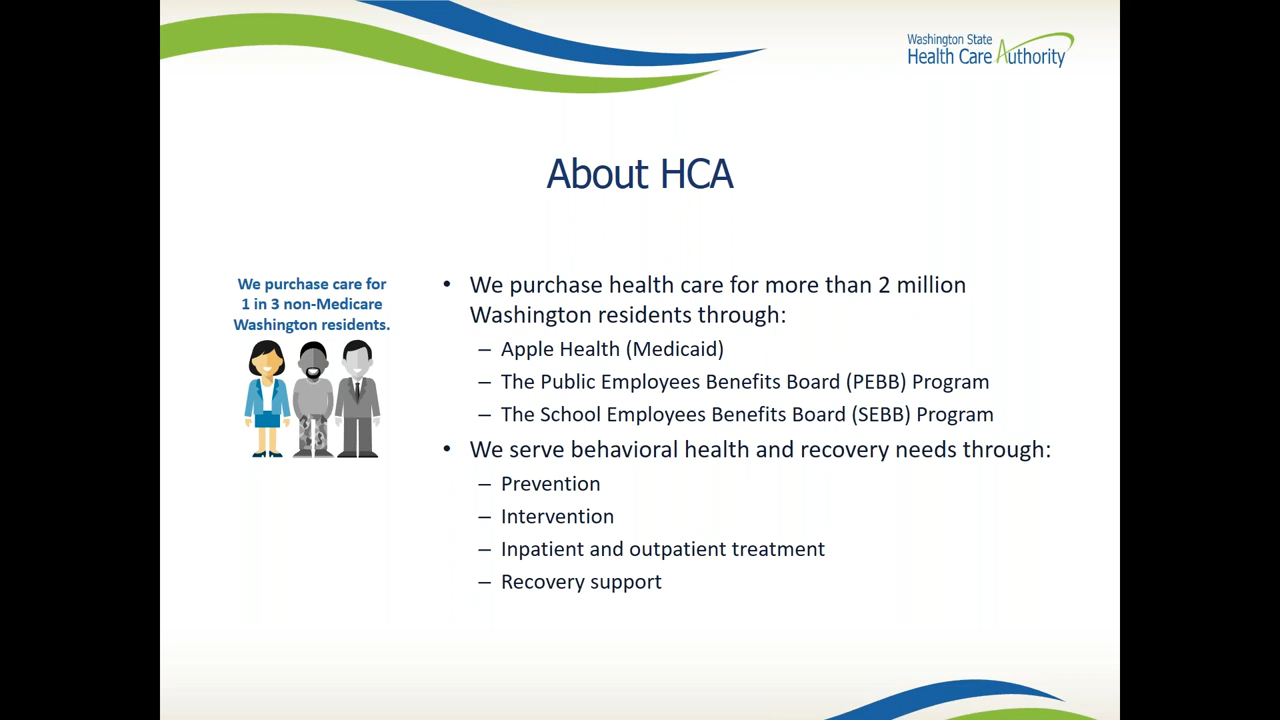 Washington State
Health Care Authority
About HCA
We purchase care for
1 in 3 non-Medicare
Washington residents.
• We purchase health care for more than 2 million
Washington residents through:
– Apple Health (Medicaid)
– The Public Employees Benefits Board (PEBB) Program
– The School Employees Benefits Board (SEBB) Program
• We serve behavioral health and recovery needs through:
– Prevention
– Intervention
– Inpatient and outpatient treatment
– Recovery support